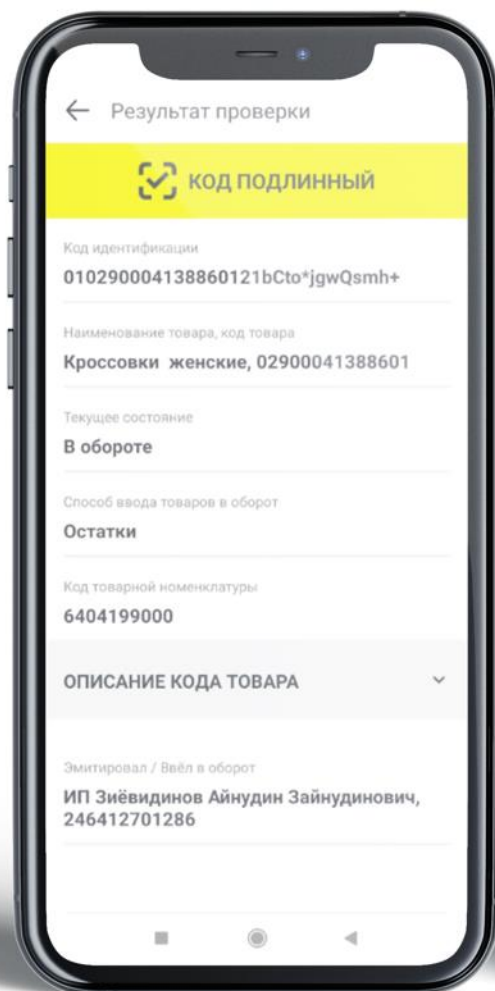 Результат проверки
КОД ПОДЛИННЫЙ
Код идентификации
010290004138860121bCto*jgwQsmh+
Наименование товара, код товара
Кроссовки женские, 02900041388601
Текущее состояние
В обороте
Способ ввода товаров в оборот
Остатки
Код товарной номенклатуры
6404199000
ОПИСАНИЕ КОДА ТОВАРА
Эмитировал / Ввёл в оборот
ИП Зиёвидинов Айнудин Зайнудинович,
246412701286